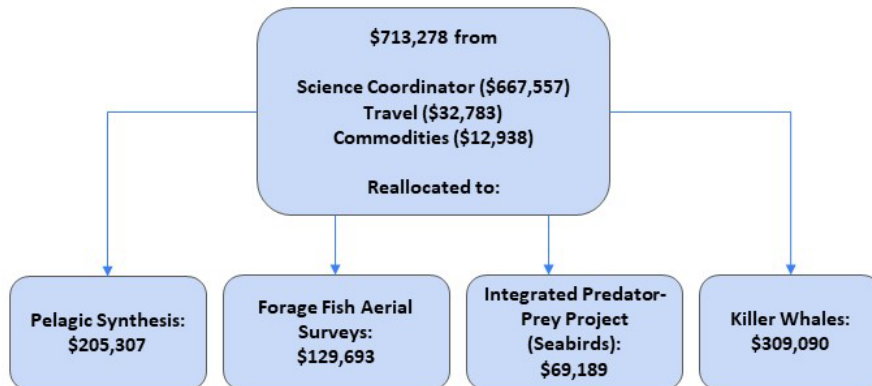 $713,278 from
Science Coordinator ($667,557)
Travel ($32,783)
Commodities ($12,938)
Reallocated to:
Pelagic Synthesis:
$205,307
Forage Fish Aerial
Surveys:
$129,693
Integrated Predator-
Prey Project
(Seabirds):
$69,189
Killer Whales:
$309,090